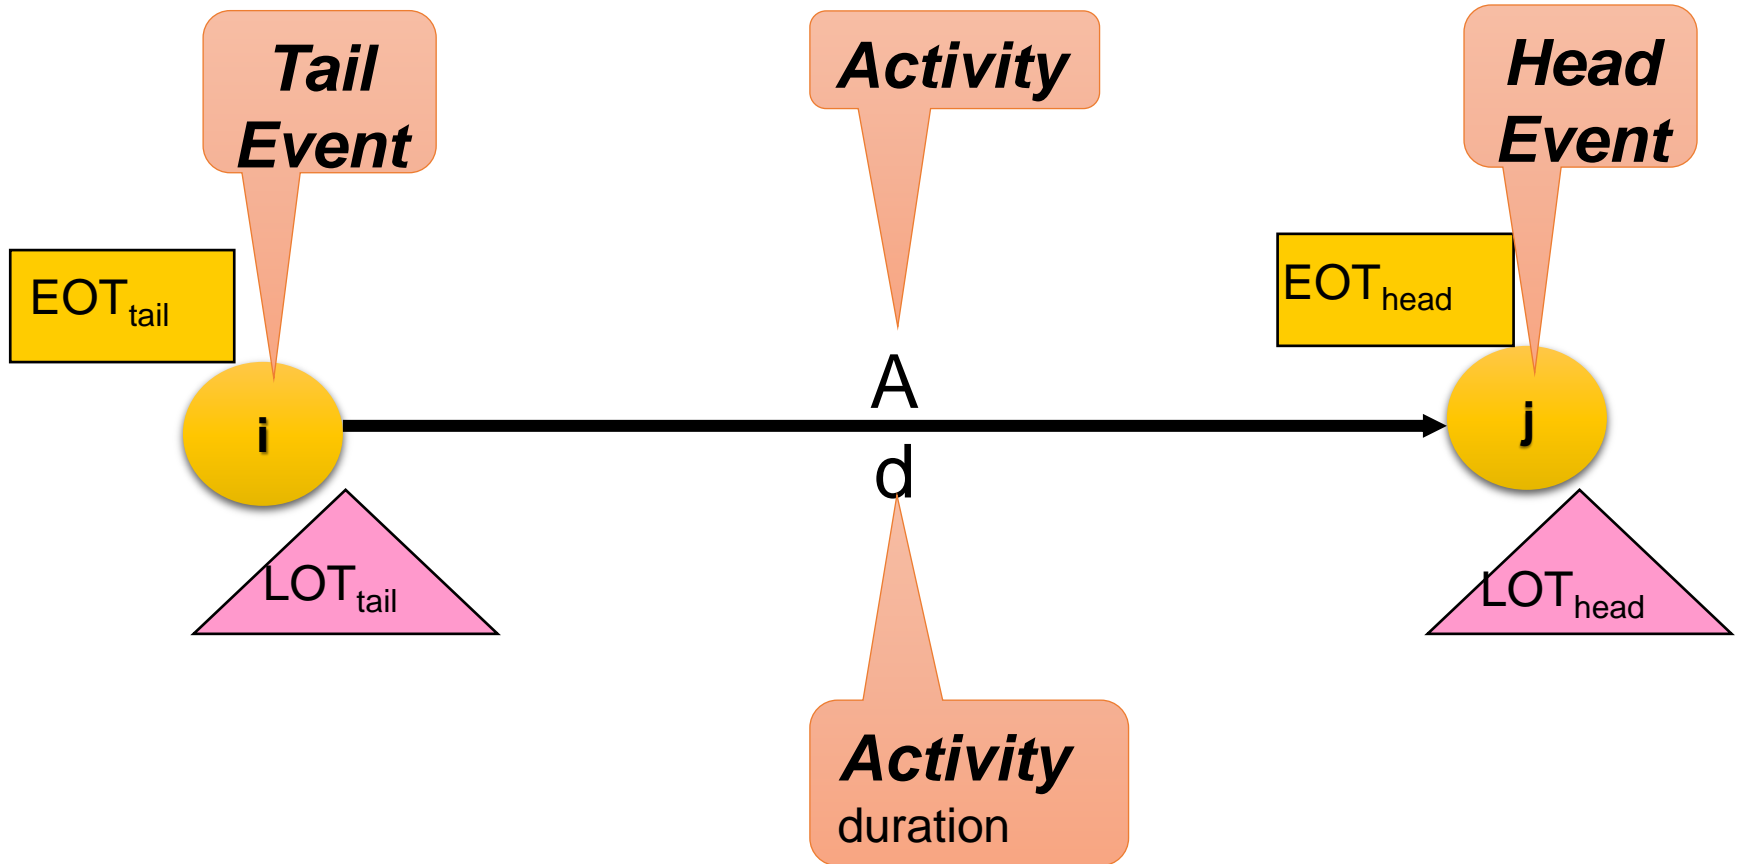 Tail
Event
Activity
Head
Event
EOTtail
EOThead
A
i
j
d
LOTtail
LOThead
Activity
duration